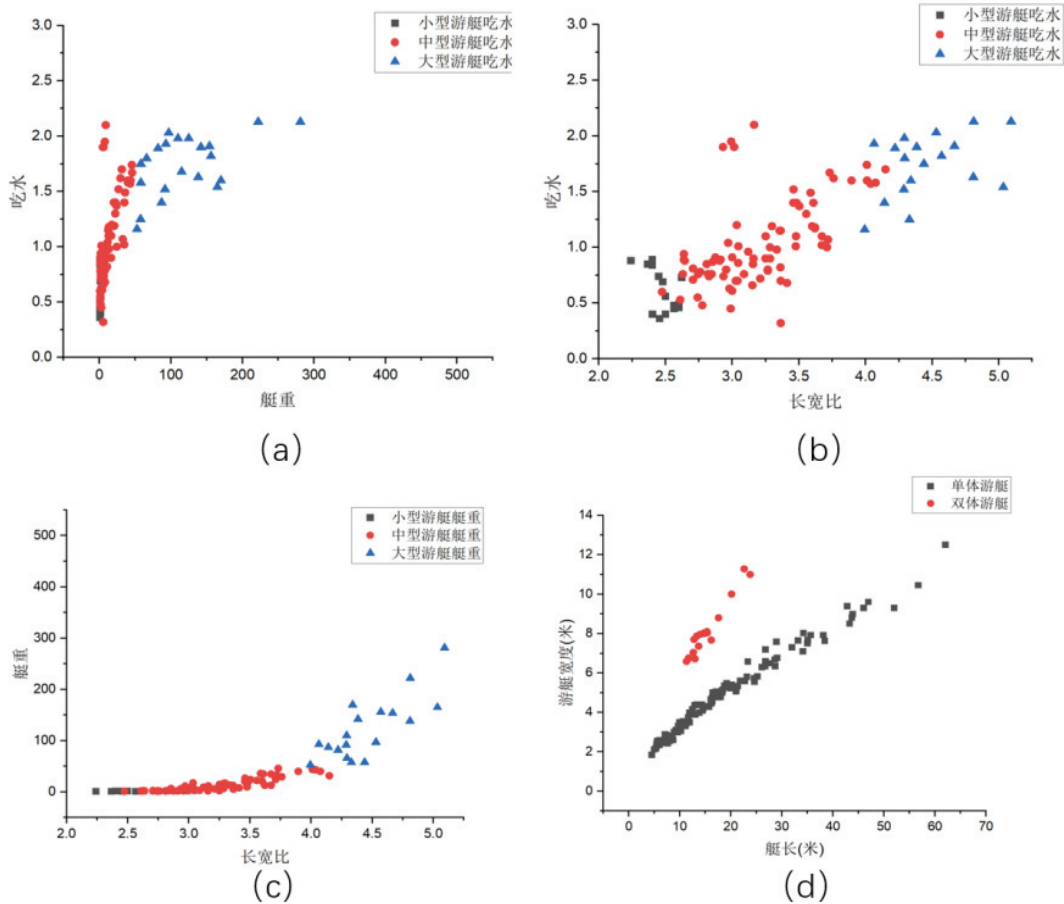 小型游艇吃水
中型游艇吃水
大型游艇吃水
3.0
2.5
2.0
1.5
1.0
0.5
0.0
吃水
0 100 200 300 400 500
艇重
(a)
小型游艇吃水
中型游艇吃水
大型游艇吃水
3.0
2.5
2.0
1.5
1.0
0.5
0.0
吃水
2.0 2.5 3.0 3.5 4.0 4.5 5.0
长宽比
(b)
小型游艇艇重
中型游艇艇重
大型游艇艇重
500
400
300
200
100
0
艇重
2.0 2.5 3.0 3.5 4.0 4.5 5.0
长宽比
(c)
单体游艇
双体游艇
14
12
10
8
6
4
2
0
游艇宽度(米)
0 10 20 30 40 50 60 70
艇长(米)
(d)